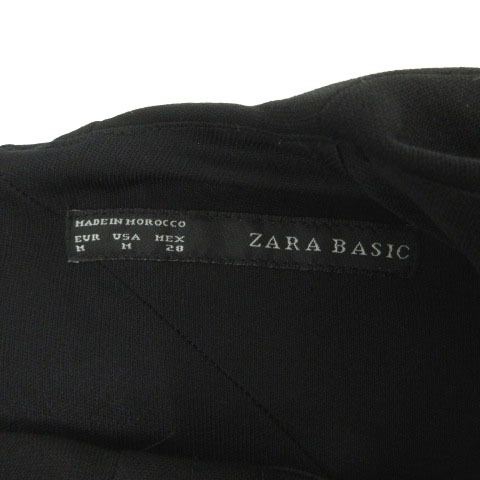 MADE IN MOROCCO
EUR USA MEX
M M 28
ZARA BASIC